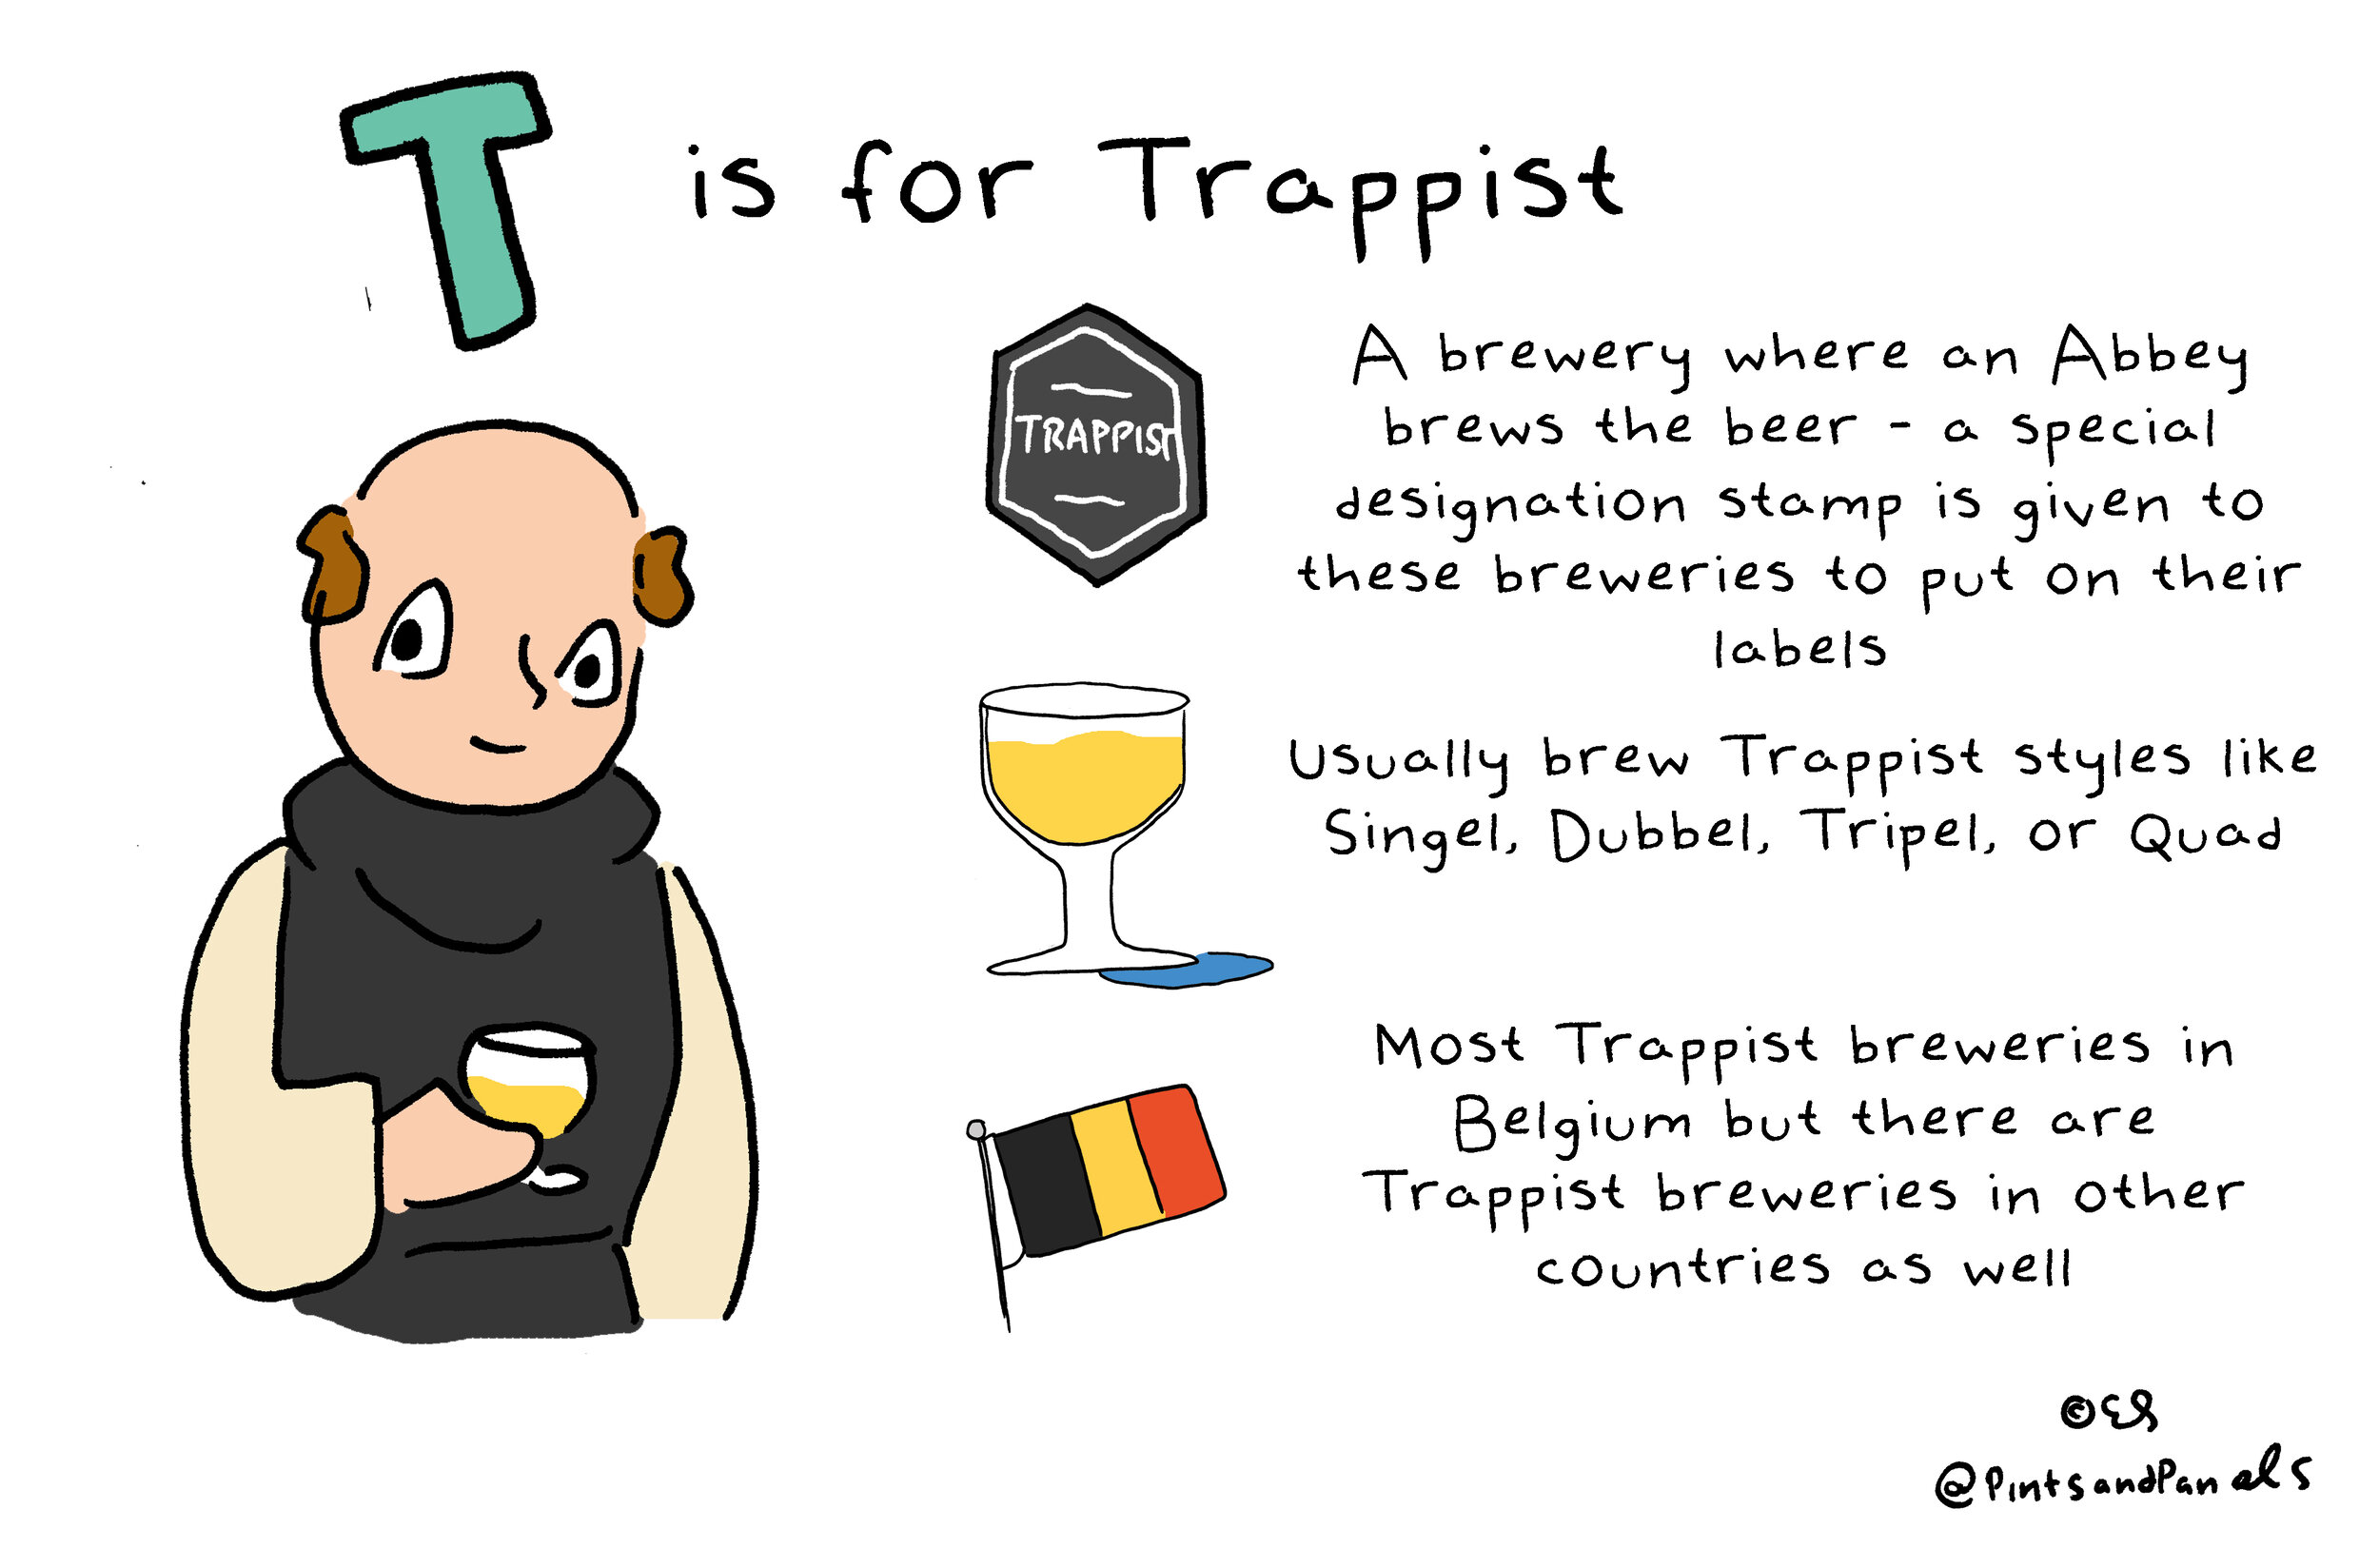 T is for Trappist
TRAPPIST
A brewery where an Abbey
brews the beer - a special
designation stamp is given to
these breweries to put on their
labels
Usually brew Trappist styles like
Singel, Dubbel, Tripel, or Quad
Most Trappist breweries in
Belgium but there are
Trappist breweries in other
countries as well
©ES
@PintsandPanels